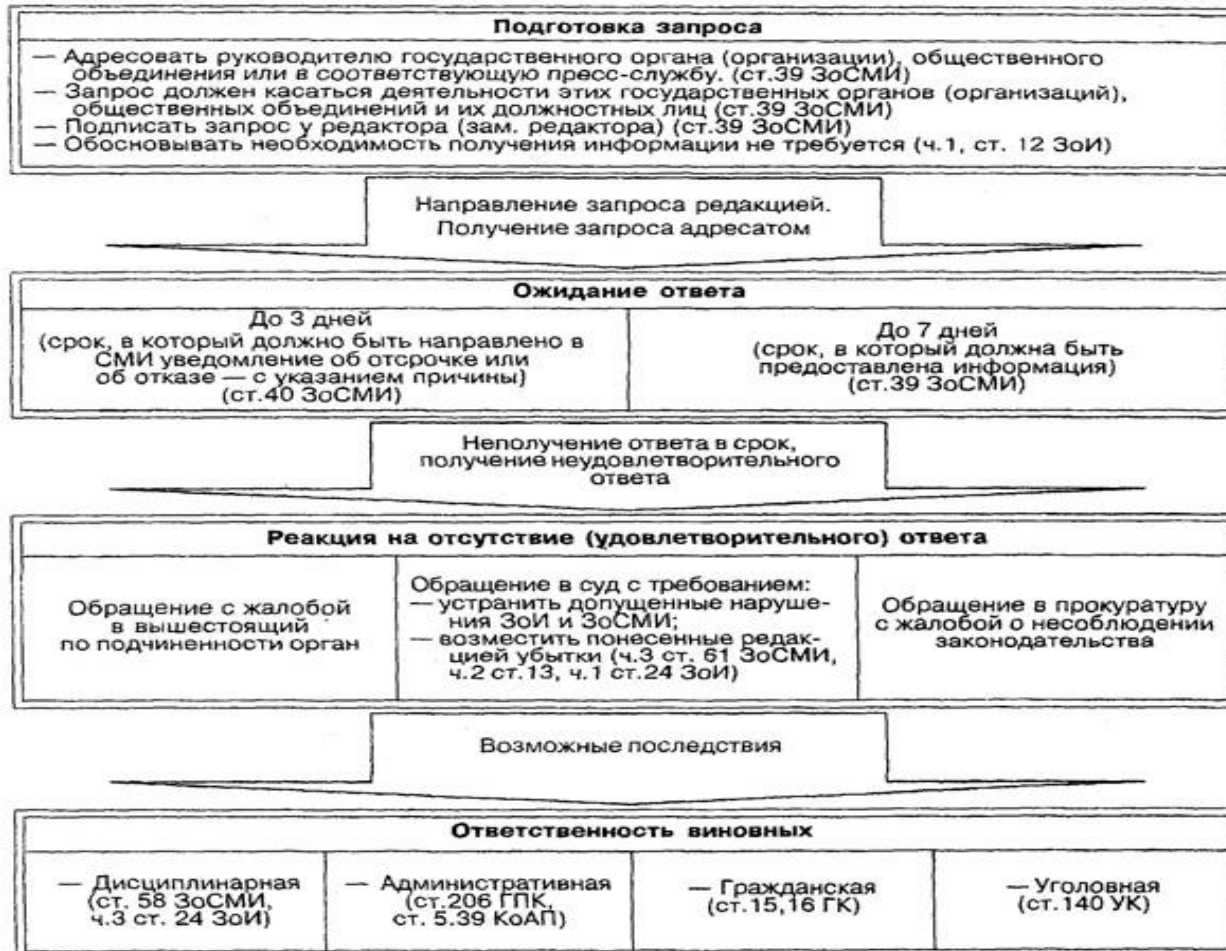 Подготовка запроса
— Адресовать руководителю государственного органа (организации), общественного
объединения или в соответствующую пресс-службу. (ст.39 ЗоСМИ)
— Запрос должен касаться деятельности этих государственных органов (организаций),
общественных объединений и их должностных лиц (ст.39 ЗоСМИ)
— Подписать запрос у редактора (зам. редактора) (ст.39 ЗоСМИ)
— Обосновывать необходимость получения информации не требуется (ч.1, ст. 12 ЗоИ)
Направление запроса редакцией.
Получение запроса адресатом
Ожидание ответа
До 3 дней
(срок, в который должно быть направлено в
СМИ уведомление об отсрочке или
об отказе — с указанием причины)
(ст.40 ЗоСМИ)
До 7 дней
(срок, в который должна быть
предоставлена информация)
(ст.39 ЗоСМИ)
Неполучение ответа в срок,
получение неудовлетворительного
ответа
Реакция на отсутствие (удовлетворительного) ответа
Обращение с жалобой
в вышестоящий
по подчиненности орган
Обращение в суд с требованием:
— устранить допущенные наруше-
ния ЗоИ и ЗоСМИ;
— возместить понесенные редак-
цией убытки (ч.3 ст. 61 ЗоСМИ,
ч.2 ст.13, ч.1 ст.24 ЗоИ)
Обращение в прокуратуру
с жалобой о несоблюдении
законодательства
Возможные последствия
Ответственность виновных
— Дисциплинарная
(ст. 58 ЗоСМИ,
ч.3 ст. 24 ЗоИ)
— Административная
(ст.206 ГПК,
ст. 5.39 КоАП)
— Гражданская
(ст.15,16 ГК)
— Уголовная
(ст.140 УК)